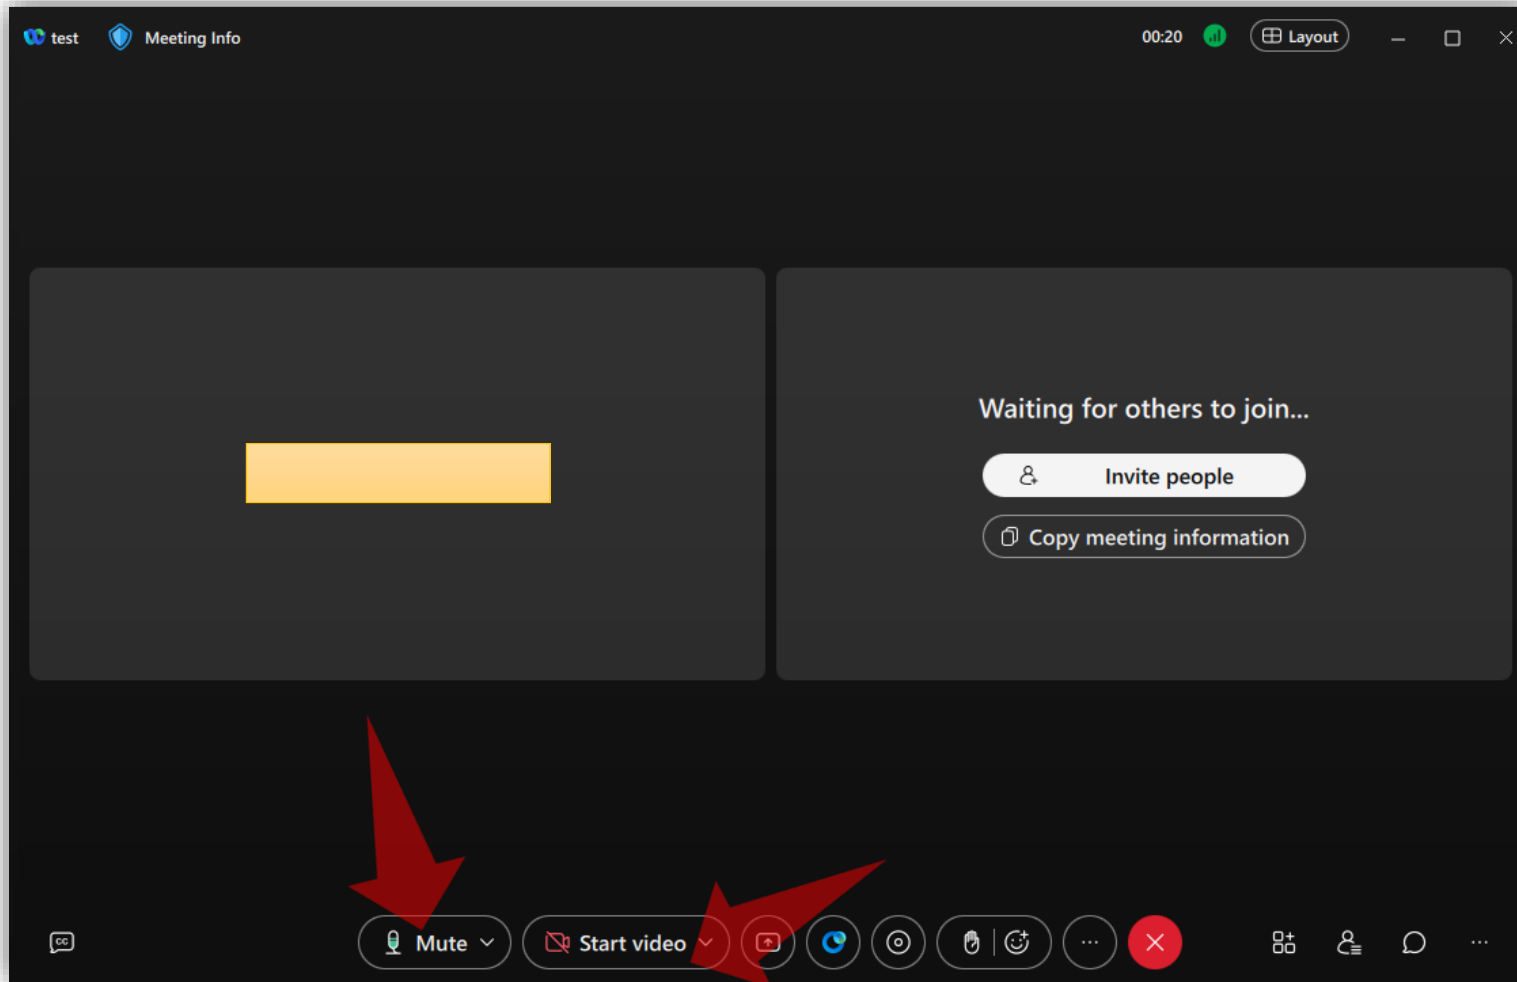 test Meeting Info 00:20 Layout
Waiting for others to join...
Invite people
Copy meeting information
CC Mute Start video